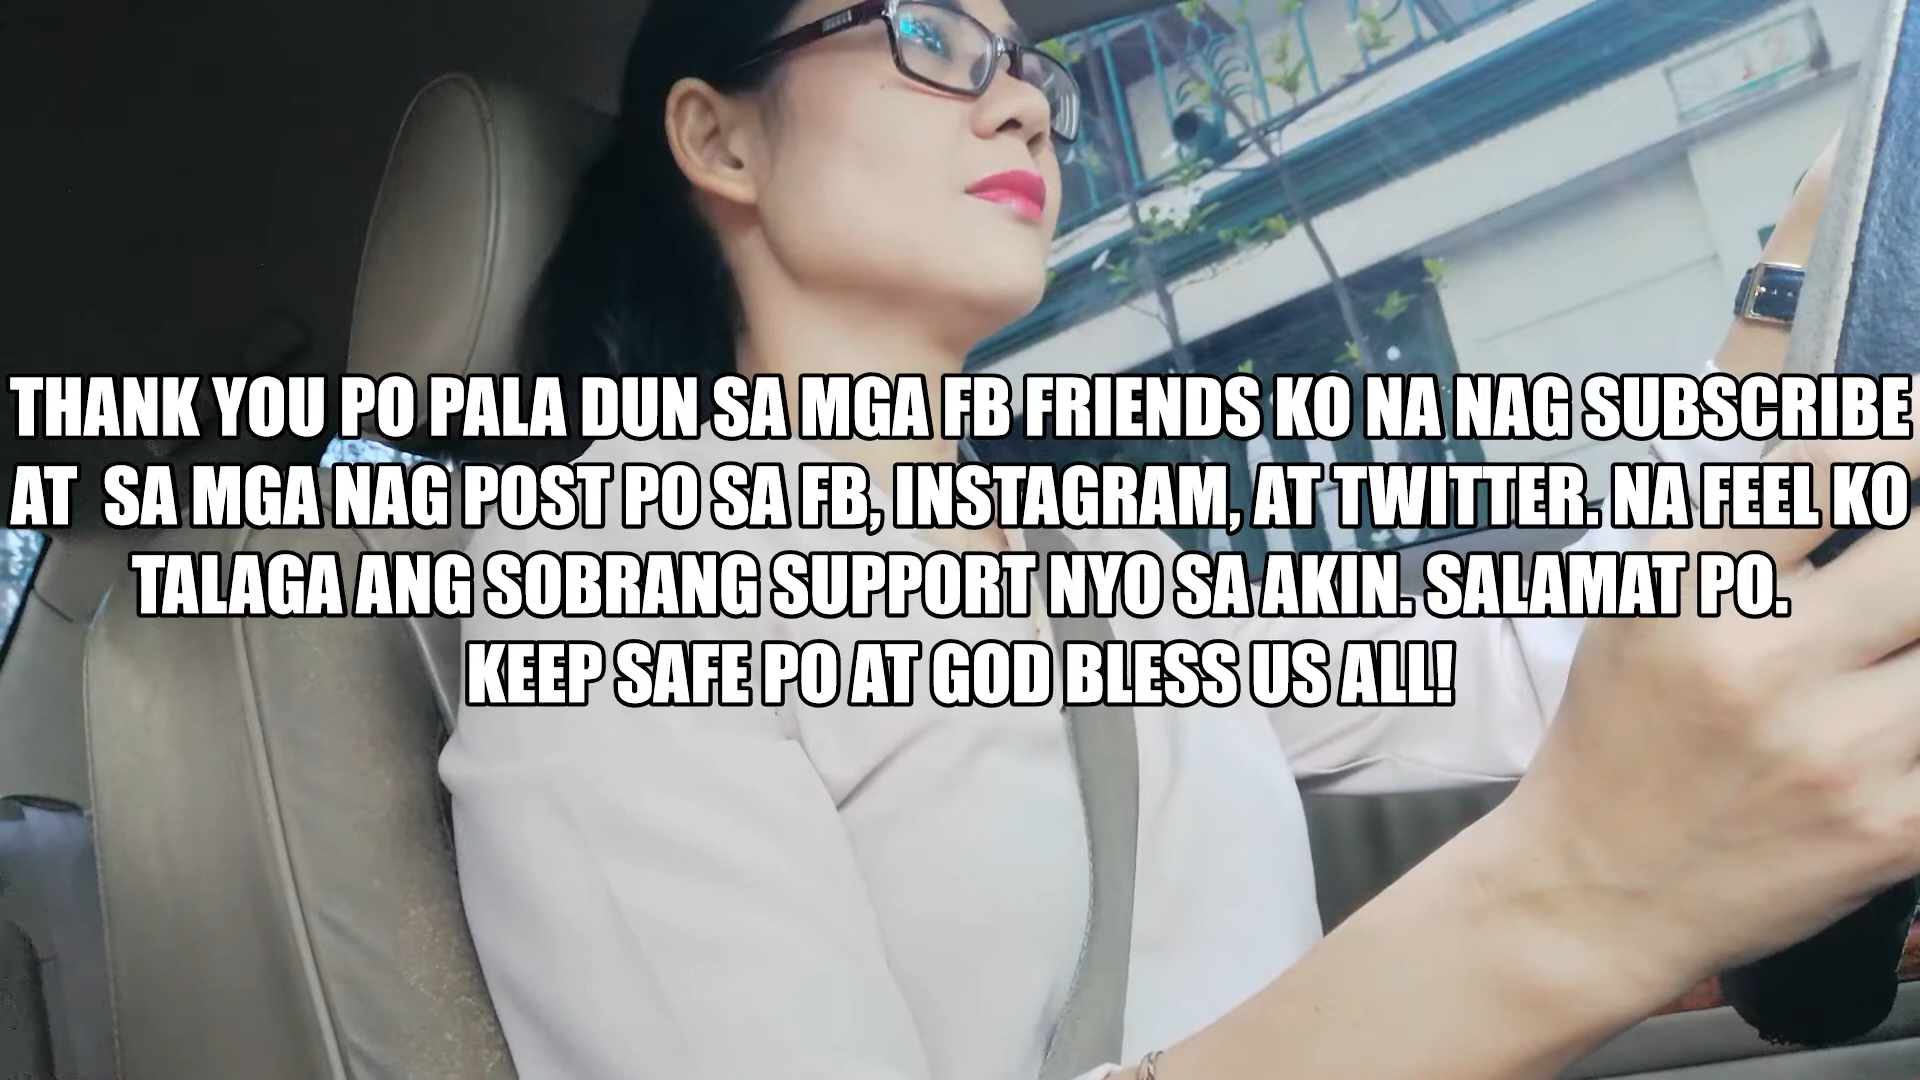 THANK YOU PO PALA DUN SA MGA FB FRIENDS KO NA NAG SUBSCRIBE
AT  SA MGA NAG POST PO SA FB, INSTAGRAM, AT TWITTER. NA FEEL KO
TALAGA ANG SOBRANG SUPPORT NYO SA AKIN. SALAMAT PO.
KEEP SAFE PO AT GOD BLESS US ALL!